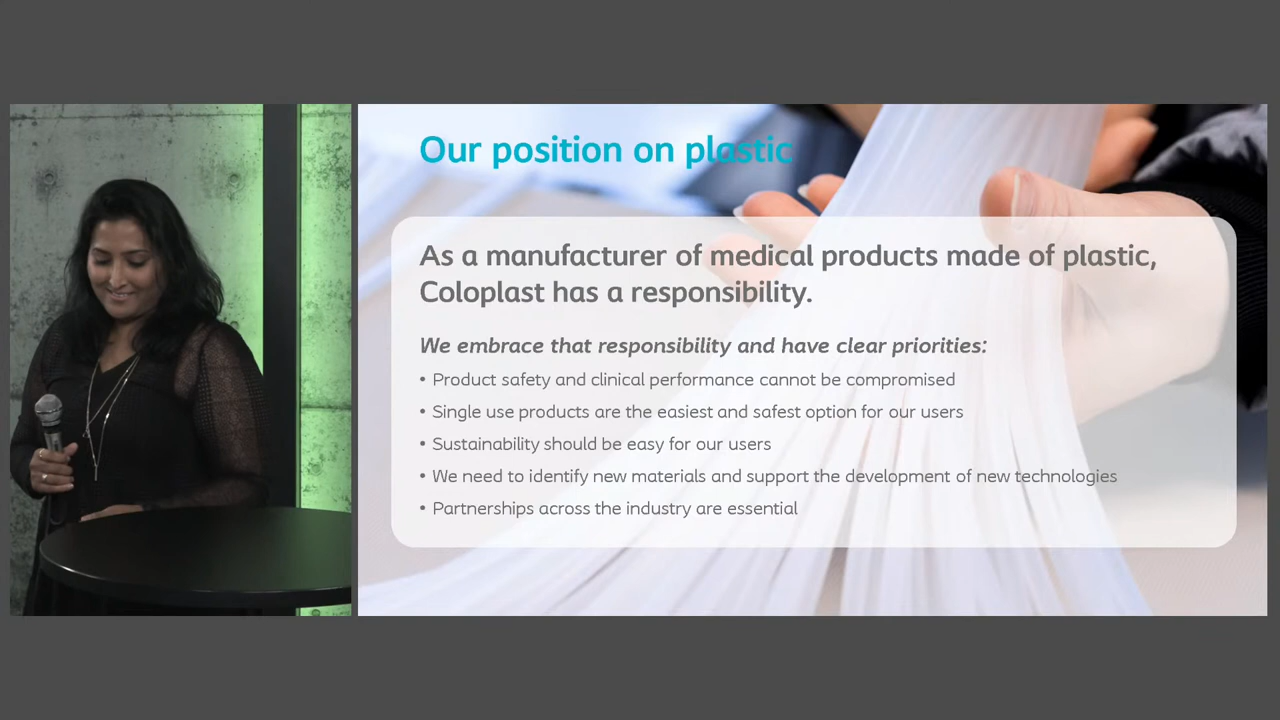 Our position on plastic
As a manufacturer of medical products made of plastic,
Coloplast has a responsibility.
We embrace that responsibility and have clear priorities:
• Product safety and clinical performance cannot be compromised
• Single use products are the easiest and safest option for our users
• Sustainability should be easy for our users
• We need to identify new materials and support the development of new technologies
• Partnerships across the industry are essential